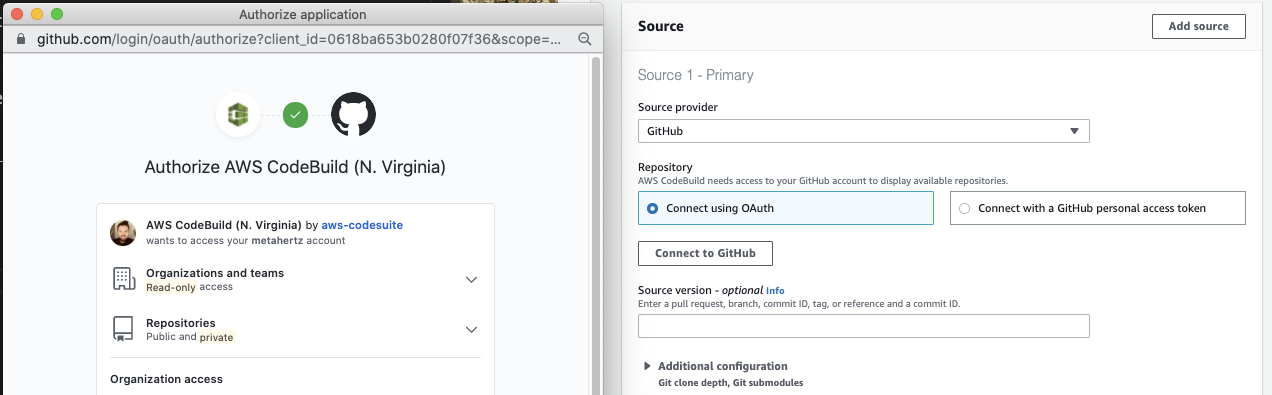 Authorize application
github.com/login/oauth/authorize?client_id=0618ba653b0280f07f36&scope=...
Authorize AWS CodeBuild (N. Virginia)
AWS CodeBuild (N. Virginia) by aws-codesuite
wants to access your metahertz account
Organizations and teams
Read-only access
Repositories
Public and private
Organization access
Source
Add source
Source 1 - Primary
Source provider
GitHub
Repository
AWS CodeBuild needs access to your GitHub account to display available repositories.
Connect using OAuth
Connect with a GitHub personal access token
Connect to GitHub
Source version - optional Info
Enter a pull request, branch, commit ID, tag, or reference and a commit ID.
Additional configuration
Git clone depth, Git submodules